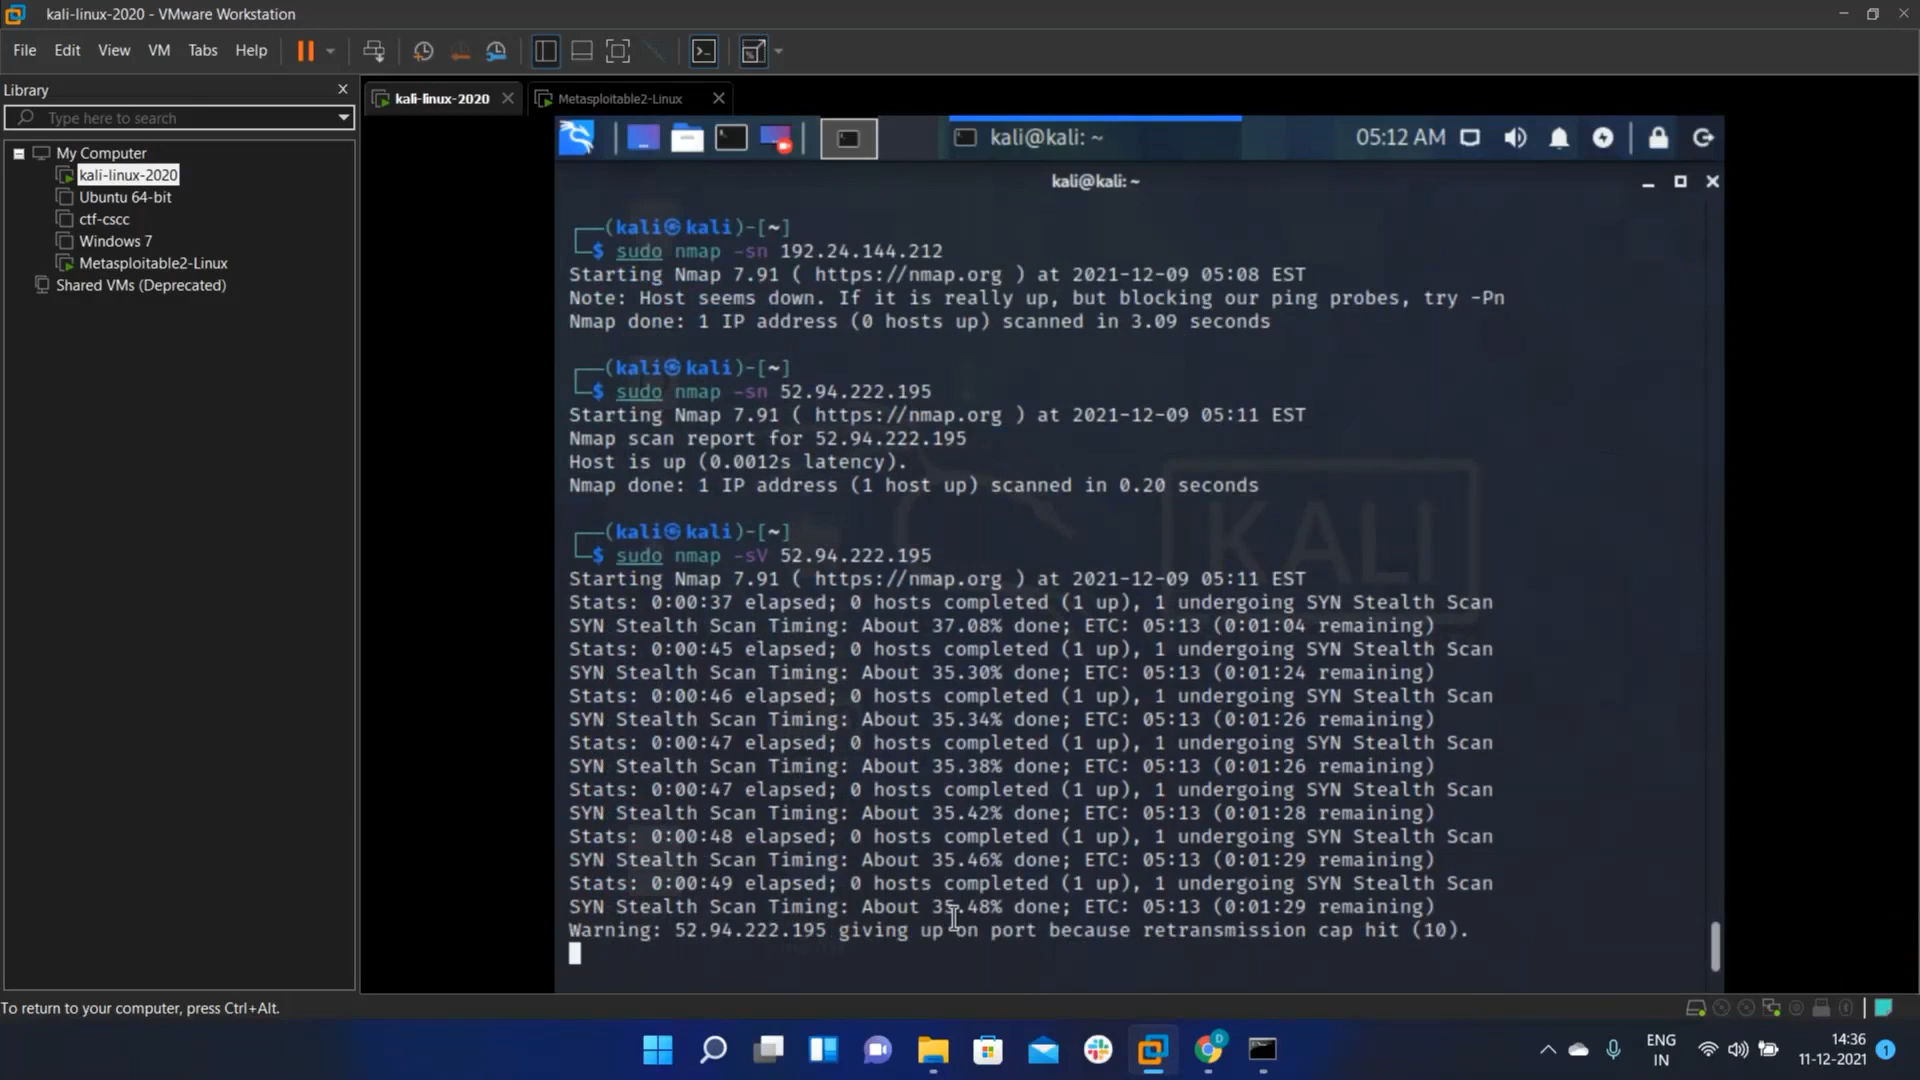 kali-linux-2020 - VMware Workstation
File Edit View VM Tabs Help
Library
Type here to search
My Computer
kali-linux-2020
Ubuntu 64-bit
ctf-cscc
Windows 7
Metasploitable2-Linux
Shared VMs (Deprecated)
kali-linux-2020 Metasploitable2-Linux
kali@kali: ~ 05:12 AM
kali@kali: ~
(kali㉿kali)-[~]
$ sudo nmap -sn 192.24.144.212
Starting Nmap 7.91 ( https://nmap.org ) at 2021-12-09 05:08 EST
Note: Host seems down. If it is really up, but blocking our ping probes, try -Pn
Nmap done: 1 IP address (0 hosts up) scanned in 3.09 seconds
(kali㉿kali)-[~]
$ sudo nmap -sn 52.94.222.195
Starting Nmap 7.91 ( https://nmap.org ) at 2021-12-09 05:11 EST
Nmap scan report for 52.94.222.195
Host is up (0.0012s latency).
Nmap done: 1 IP address (1 host up) scanned in 0.20 seconds
(kali㉿kali)-[~]
$ sudo nmap -sV 52.94.222.195
Starting Nmap 7.91 ( https://nmap.org ) at 2021-12-09 05:11 EST
Stats: 0:00:37 elapsed; 0 hosts completed (1 up), 1 undergoing SYN Stealth Scan
SYN Stealth Scan Timing: About 37.08% done; ETC: 05:13 (0:01:04 remaining)
Stats: 0:00:45 elapsed; 0 hosts completed (1 up), 1 undergoing SYN Stealth Scan
SYN Stealth Scan Timing: About 35.30% done; ETC: 05:13 (0:01:24 remaining)
Stats: 0:00:46 elapsed; 0 hosts completed (1 up), 1 undergoing SYN Stealth Scan
SYN Stealth Scan Timing: About 35.34% done; ETC: 05:13 (0:01:26 remaining)
Stats: 0:00:47 elapsed; 0 hosts completed (1 up), 1 undergoing SYN Stealth Scan
SYN Stealth Scan Timing: About 35.38% done; ETC: 05:13 (0:01:26 remaining)
Stats: 0:00:47 elapsed; 0 hosts completed (1 up), 1 undergoing SYN Stealth Scan
SYN Stealth Scan Timing: About 35.42% done; ETC: 05:13 (0:01:28 remaining)
Stats: 0:00:48 elapsed; 0 hosts completed (1 up), 1 undergoing SYN Stealth Scan
SYN Stealth Scan Timing: About 35.46% done; ETC: 05:13 (0:01:29 remaining)
Stats: 0:00:49 elapsed; 0 hosts completed (1 up), 1 undergoing SYN Stealth Scan
SYN Stealth Scan Timing: About 35.48% done; ETC: 05:13 (0:01:29 remaining)
Warning: 52.94.222.195 giving up on port because retransmission cap hit (10).
KALI
To return to your computer, press Ctrl+Alt.
ENG
IN
14:36
11-12-2021
1